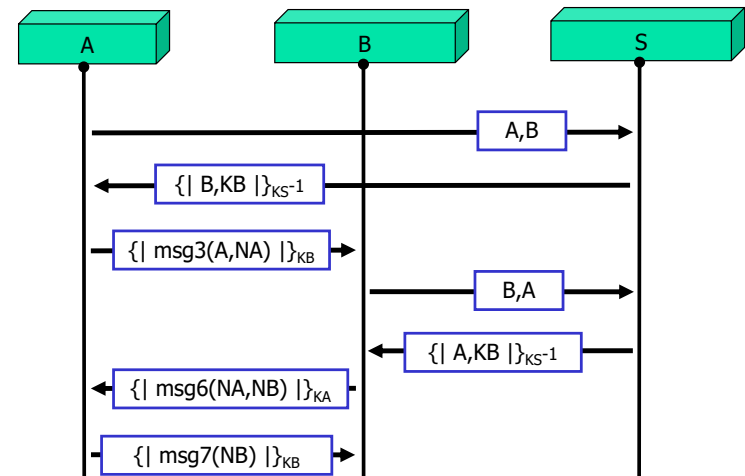 A
B
S
A,B
{| B,KB |}KS-1
{| msg3(A,NA) |}KB
B,A
{| A,KB |}KS-1
{| msg6(NA,NB) |}KA
{| msg7(NB) |}KB